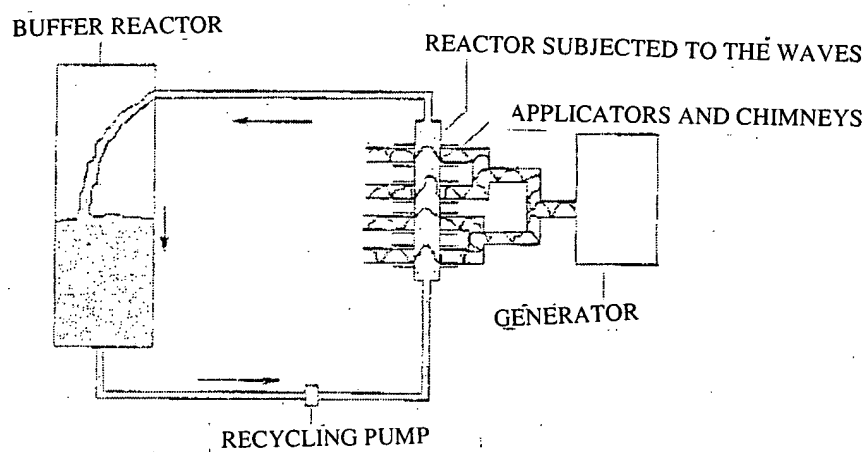 BUFFER REACTOR
REACTOR SUBJECTED TO THE WAVES
APPLICATORS AND CHIMNEYS
GENERATOR
RECYCLING PUMP